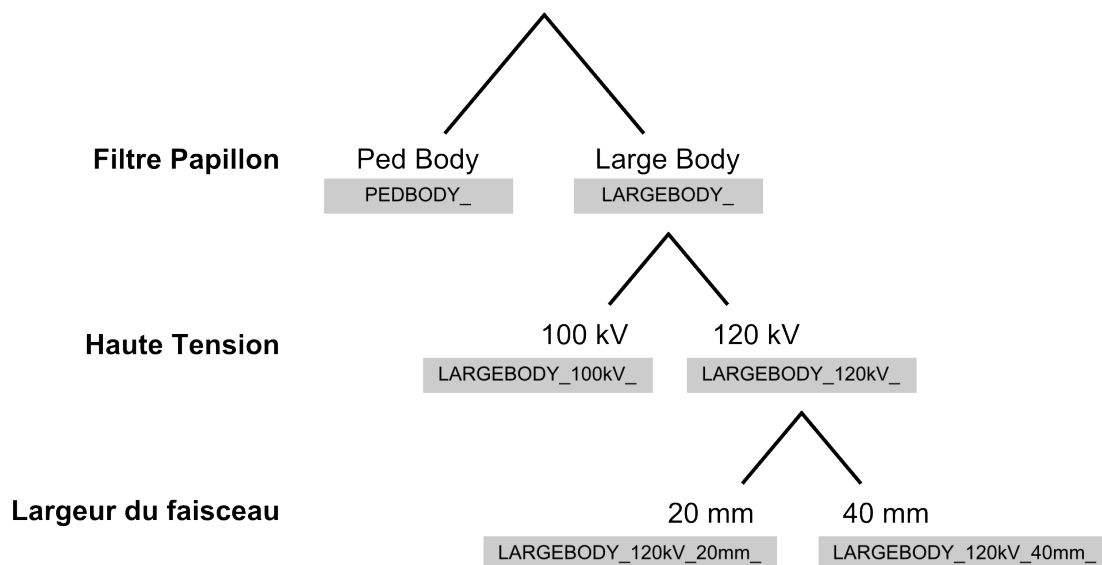 Filtre Papillon
Ped Body
Large Body
PEDBODY_
LARGEBODY_
Haute Tension
100 kV
120 kV
LARGEBODY_100kV_
LARGEBODY_120kV_
Largeur du faisceau
20 mm
40 mm
LARGEBODY_120kV_20mm_
LARGEBODY_120kV_40mm_